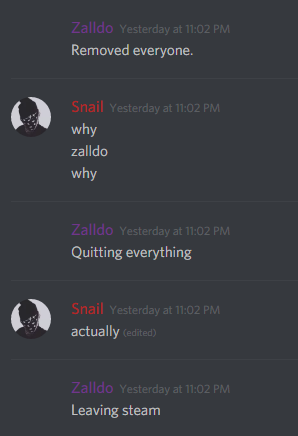 Zalldo Yesterday at 11:02 PM
Removed everyone.
Snail Yesterday at 11:02 PM
why
zalldo
why
Zalldo Yesterday at 11:02 PM
Quitting everything
Snail Yesterday at 11:02 PM
actually (edited)
Zalldo Yesterday at 11:02 PM
Leaving steam